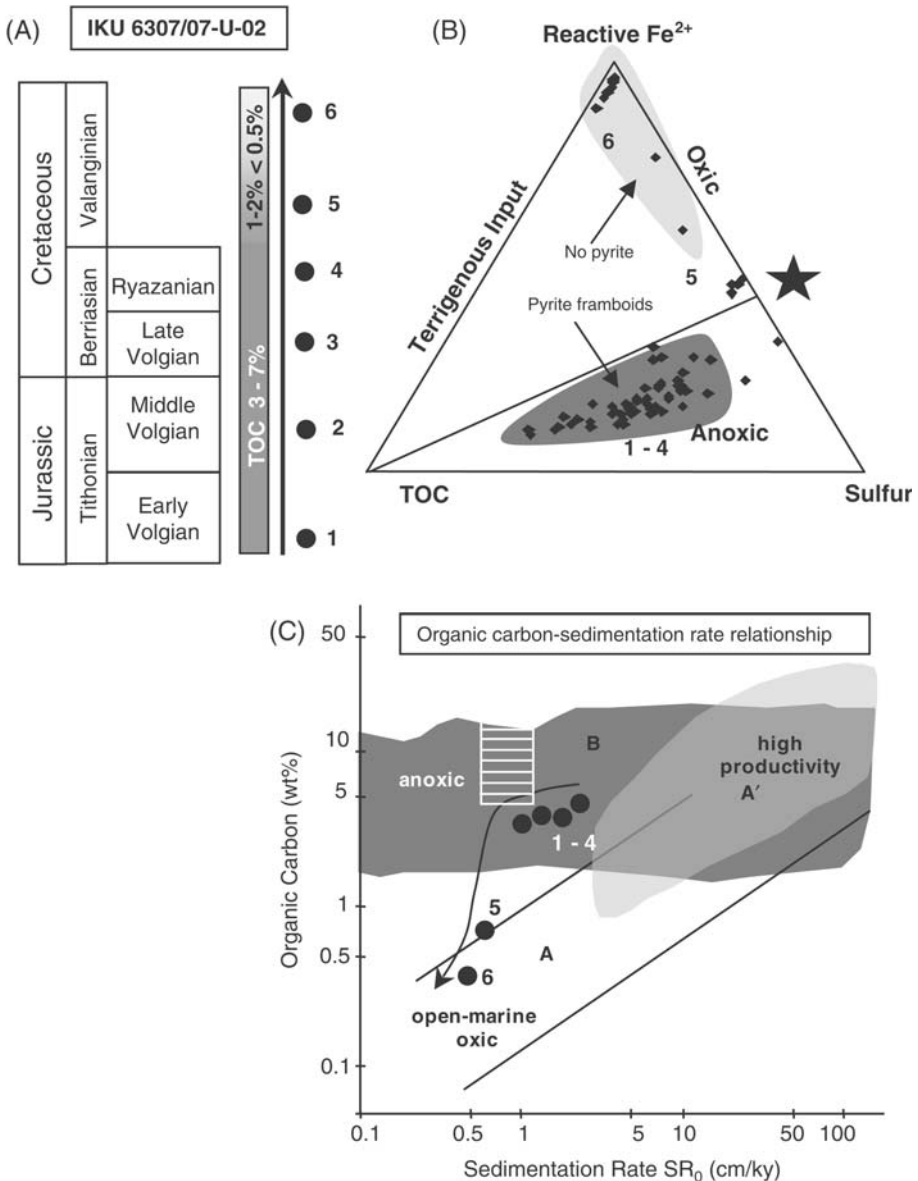 (A)
IKU 6307/07-U-02
Cretaceous
Jurassic
Valanginian
Berriasian
Tithonian
Ryazanian
Late
Volgian
Middle
Volgian
Early
Volgian
1-2% < 0.5%
TOC 3 - 7%
6
5
4
3
2
1
(B)
Reactive Fe²⁺
Terrigenous Input
Oxic
6
No pyrite
5
Pyrite framboids
Anoxic
1 - 4
TOC
Sulfur
(C)
Organic carbon-sedimentation rate relationship
Organic Carbon (wt%)
50
10
5
1
0.5
0.1
anoxic
B
high
productivity
A′
1 - 4
5
A
6
open-marine
oxic
0.1
0.5
1
5
10
50
100
Sedimentation Rate SR₀ (cm/ky)